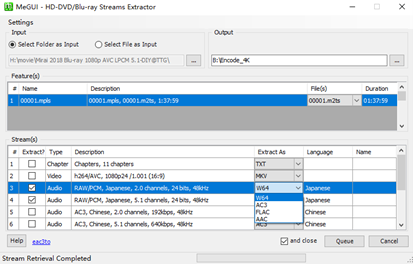 MeGUI - HD-DVD/Blu-ray Streams Extractor
Settings
Input
Select Folder as Input
Select File as Input
H:\movie\Mirai 2018 Blu-ray 1080p AVC LPCM 5.1-DIY@TTG\
...
Output
B:\Encode_4K
...
Feature(s)
# Name Description File(s) Duration
1 00001.mpls 00001.mpls, 00001.m2ts, 1:37:59 00001.m2ts 01:37:59
Stream(s)
# Extract? Type Description Extract As Language Name
1 Chapter Chapters, 11 chapters TXT
2 Video h264/AVC, 1080p24 /1.001 (16:9) MKV
3 Audio RAW/PCM, Japanese, 2.0 channels, 24 bits, 48kHz W64 Japanese
4 Audio RAW/PCM, Japanese, 5.1 channels, 24 bits, 48kHz W64 Japanese
5 Audio AC3, Chinese, 2.0 channels, 192kbps, 48kHz Chinese
6 Audio AC3, Chinese, 5.1 channels, 640kbps, 48kHz AC3 Chinese
AC3
FLAC
AAC
Help
eac3to
and close
Queue
Cancel
Stream Retrieval Completed